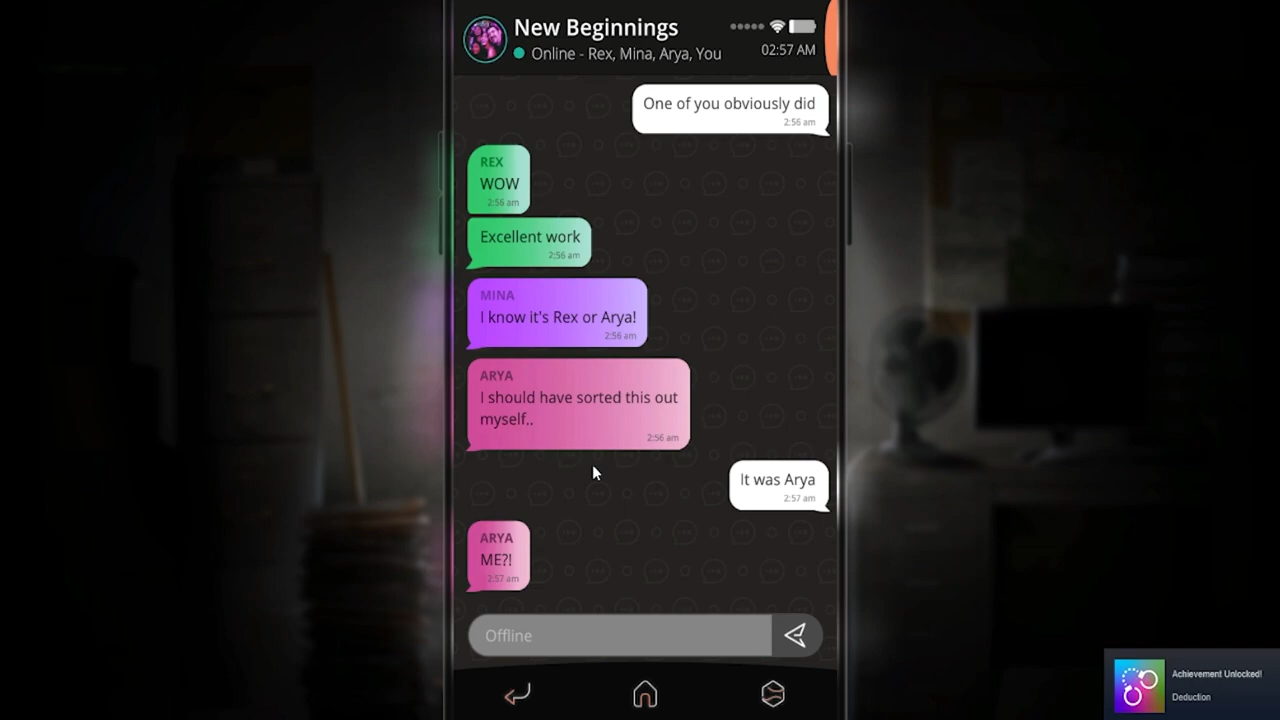 New Beginnings
Online - Rex, Mina, Arya, You
02:57 AM
One of you obviously did
2:56 am
REX
WOW
2:56 am
Excellent work
2:56 am
MINA
I know it's Rex or Arya!
2:56 am
ARYA
I should have sorted this out
myself..
2:56 am
It was Arya
2:57 am
ARYA
ME?!
2:57 am
Offline
Achievement Unlocked!
Deduction